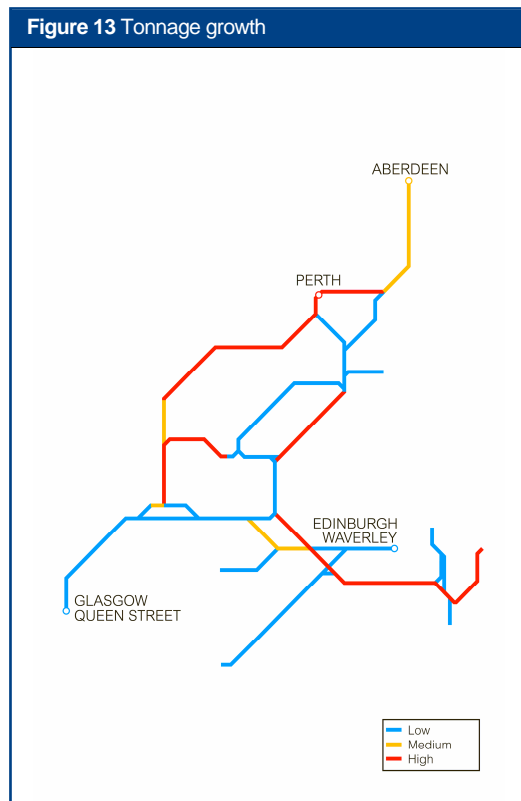 Figure 13 Tonnage growth
ABERDEEN
PERTH
EDINBURGH
WAVERLEY
GLASGOW
QUEEN STREET
Low
Medium
High